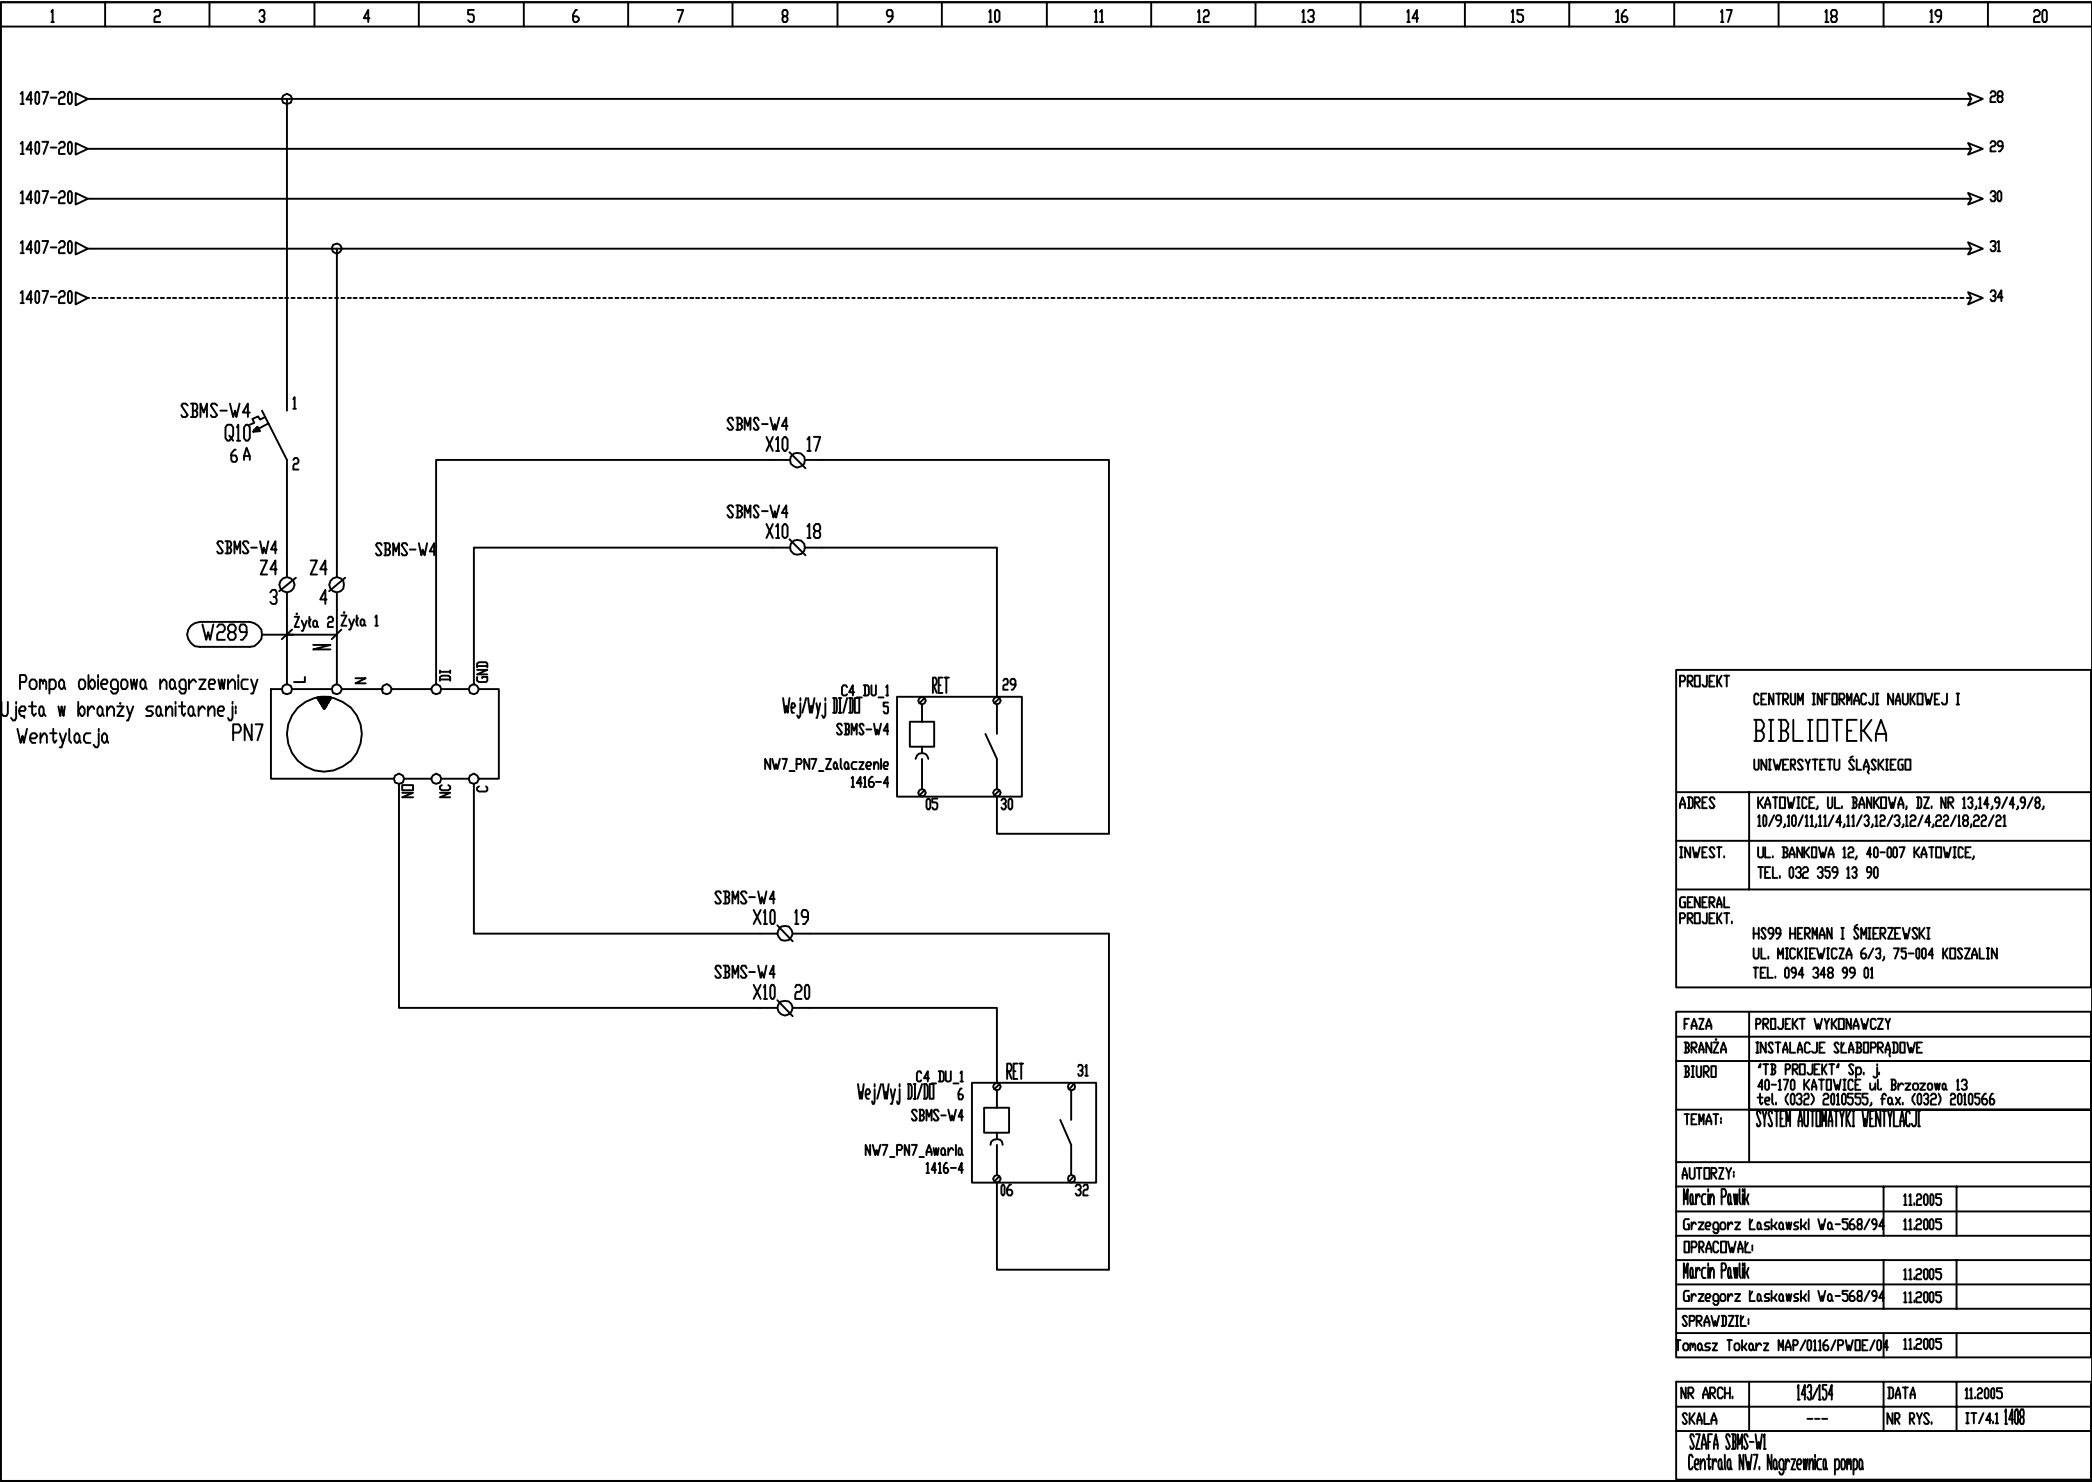 1 2 3 4 5 6 7 8 9 10 11 12 13 14 15 16 17 18 19 20
1407-20 28
1407-20 29
1407-20 30
1407-20 31
1407-20 34
SBMS-W4 1
Q10
6 A 2
SBMS-W4
X10 17
SBMS-W4
X10 18
SBMS-W4 SBMS-W4
Z4 Z4
3 4
Żyła 2 Żyła 1
W289
N
L N DI GND
Pompa obiegowa nagrzewnicy
Ujęta w branży sanitarnej:
Wentylacja
PN7
NO NC C
C4_DU_1 RET 29
Wej/Wyj DI/DO 5
SBMS-W4
NW7_PN7_Zalaczenie
1416-4
05 30
SBMS-W4
X10 19
SBMS-W4
X10 20
C4_DU_1 RET 31
Wej/Wyj DI/DO 6
SBMS-W4
NW7_PN7_Awaria
1416-4
06 32
PROJEKT
CENTRUM INFORMACJI NAUKOWEJ I
BIBLIOTEKA
UNIWERSYTETU ŚLĄSKIEGO
ADRES KATOWICE, UL. BANKOWA, DZ. NR 13,14,9/4,9/8,
10/9,10/11,11/4,11/3,12/3,12/4,22/18,22/21
INWEST. UL. BANKOWA 12, 40-007 KATOWICE,
TEL. 032 359 13 90
GENERAL
PROJEKT.
HS99 HERMAN I ŚMIERZEWSKI
UL. MICKIEWICZA 6/3, 75-004 KOSZALIN
TEL. 094 348 99 01
FAZA PROJEKT WYKONAWCZY
BRANŻA INSTALACJE SŁABOPRĄDOWE
BIURO "TB PROJEKT" Sp. j.
40-170 KATOWICE ul. Brzozowa 13
tel. (032) 2010555, fax. (032) 2010566
TEMAT: SYSTEM AUTOMATYKI WENTYLACJI
AUTORZY:
Marcin Pawlik 11.2005
Grzegorz Łaskawski Wa-568/94 11.2005
OPRACOWAŁ:
Marcin Pawlik 11.2005
Grzegorz Łaskawski Wa-568/94 11.2005
SPRAWDZIŁ:
Tomasz Tokarz MAP/0116/PWOE/04 11.2005
NR ARCH. 143/154 DATA 11.2005
SKALA --- NR RYS. IT/4.1 1408
SZAFA SBMS-W1
Centrala NW7. Nagrzewnica pompa